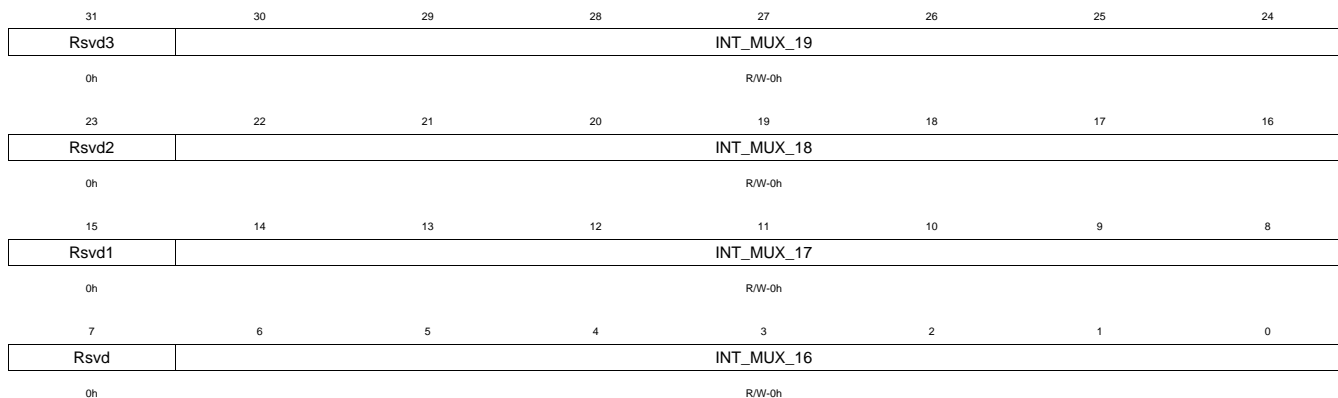 31 30 29 28 27 26 25 24
Rsvd3 INT_MUX_19
0h R/W-0h
23 22 21 20 19 18 17 16
Rsvd2 INT_MUX_18
0h R/W-0h
15 14 13 12 11 10 9 8
Rsvd1 INT_MUX_17
0h R/W-0h
7 6 5 4 3 2 1 0
Rsvd INT_MUX_16
0h R/W-0h